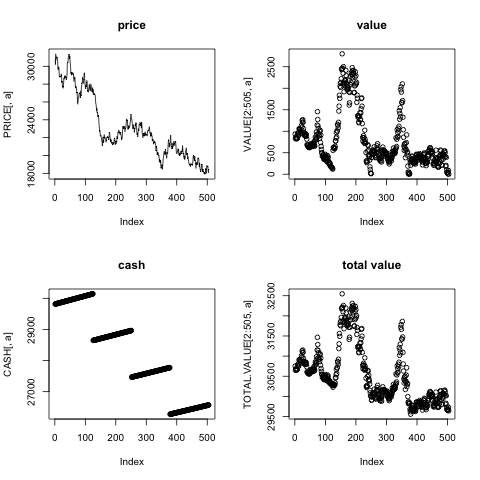 price
PRICE[, a]
18000 24000 30000
0 100 200 300 400 500
Index
value
VALUE[2:505, a]
0 500 1500 2500
0 100 200 300 400 500
Index
cash
CASH[, a]
27000 29000
0 100 200 300 400 500
Index
total value
TOTAL.VALUE[2:505, a]
29500 30500 31500 32500
0 100 200 300 400 500
Index